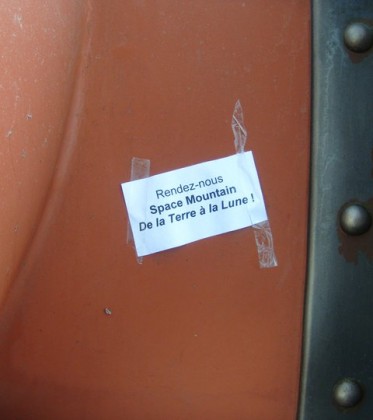 Rendez-nous
Space Mountain
De la Terre à la Lune !